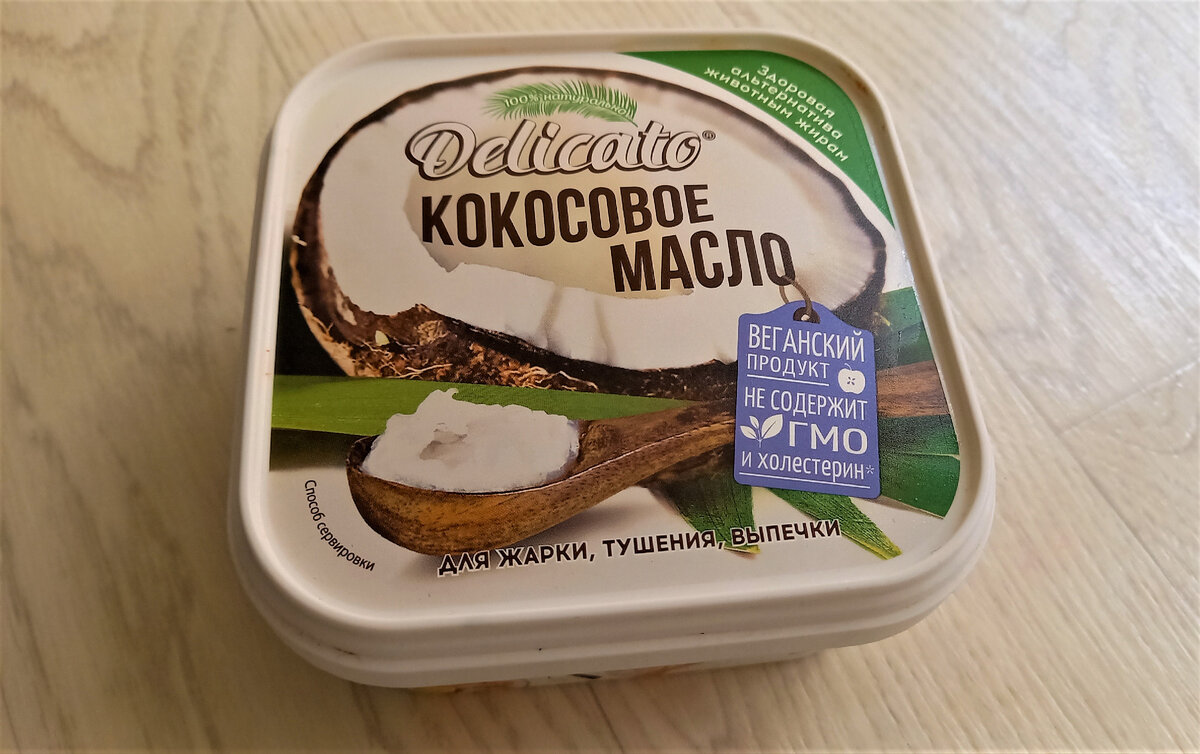 100% натурально
Delicato®
КОКОСОВОЕ
МАСЛО
Здоровая
альтернатива
животным жирам
ВЕГАНСКИЙ
ПРОДУКТ
НЕ СОДЕРЖИТ
ГМО
И ХОЛЕСТЕРИН*
Способ сервировки
ДЛЯ ЖАРКИ, ТУШЕНИЯ, ВЫПЕЧКИ